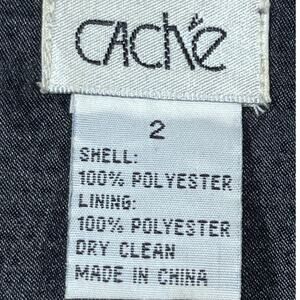 caché
2
SHELL:
100% POLYESTER
LINING:
100% POLYESTER
DRY CLEAN
MADE IN CHINA